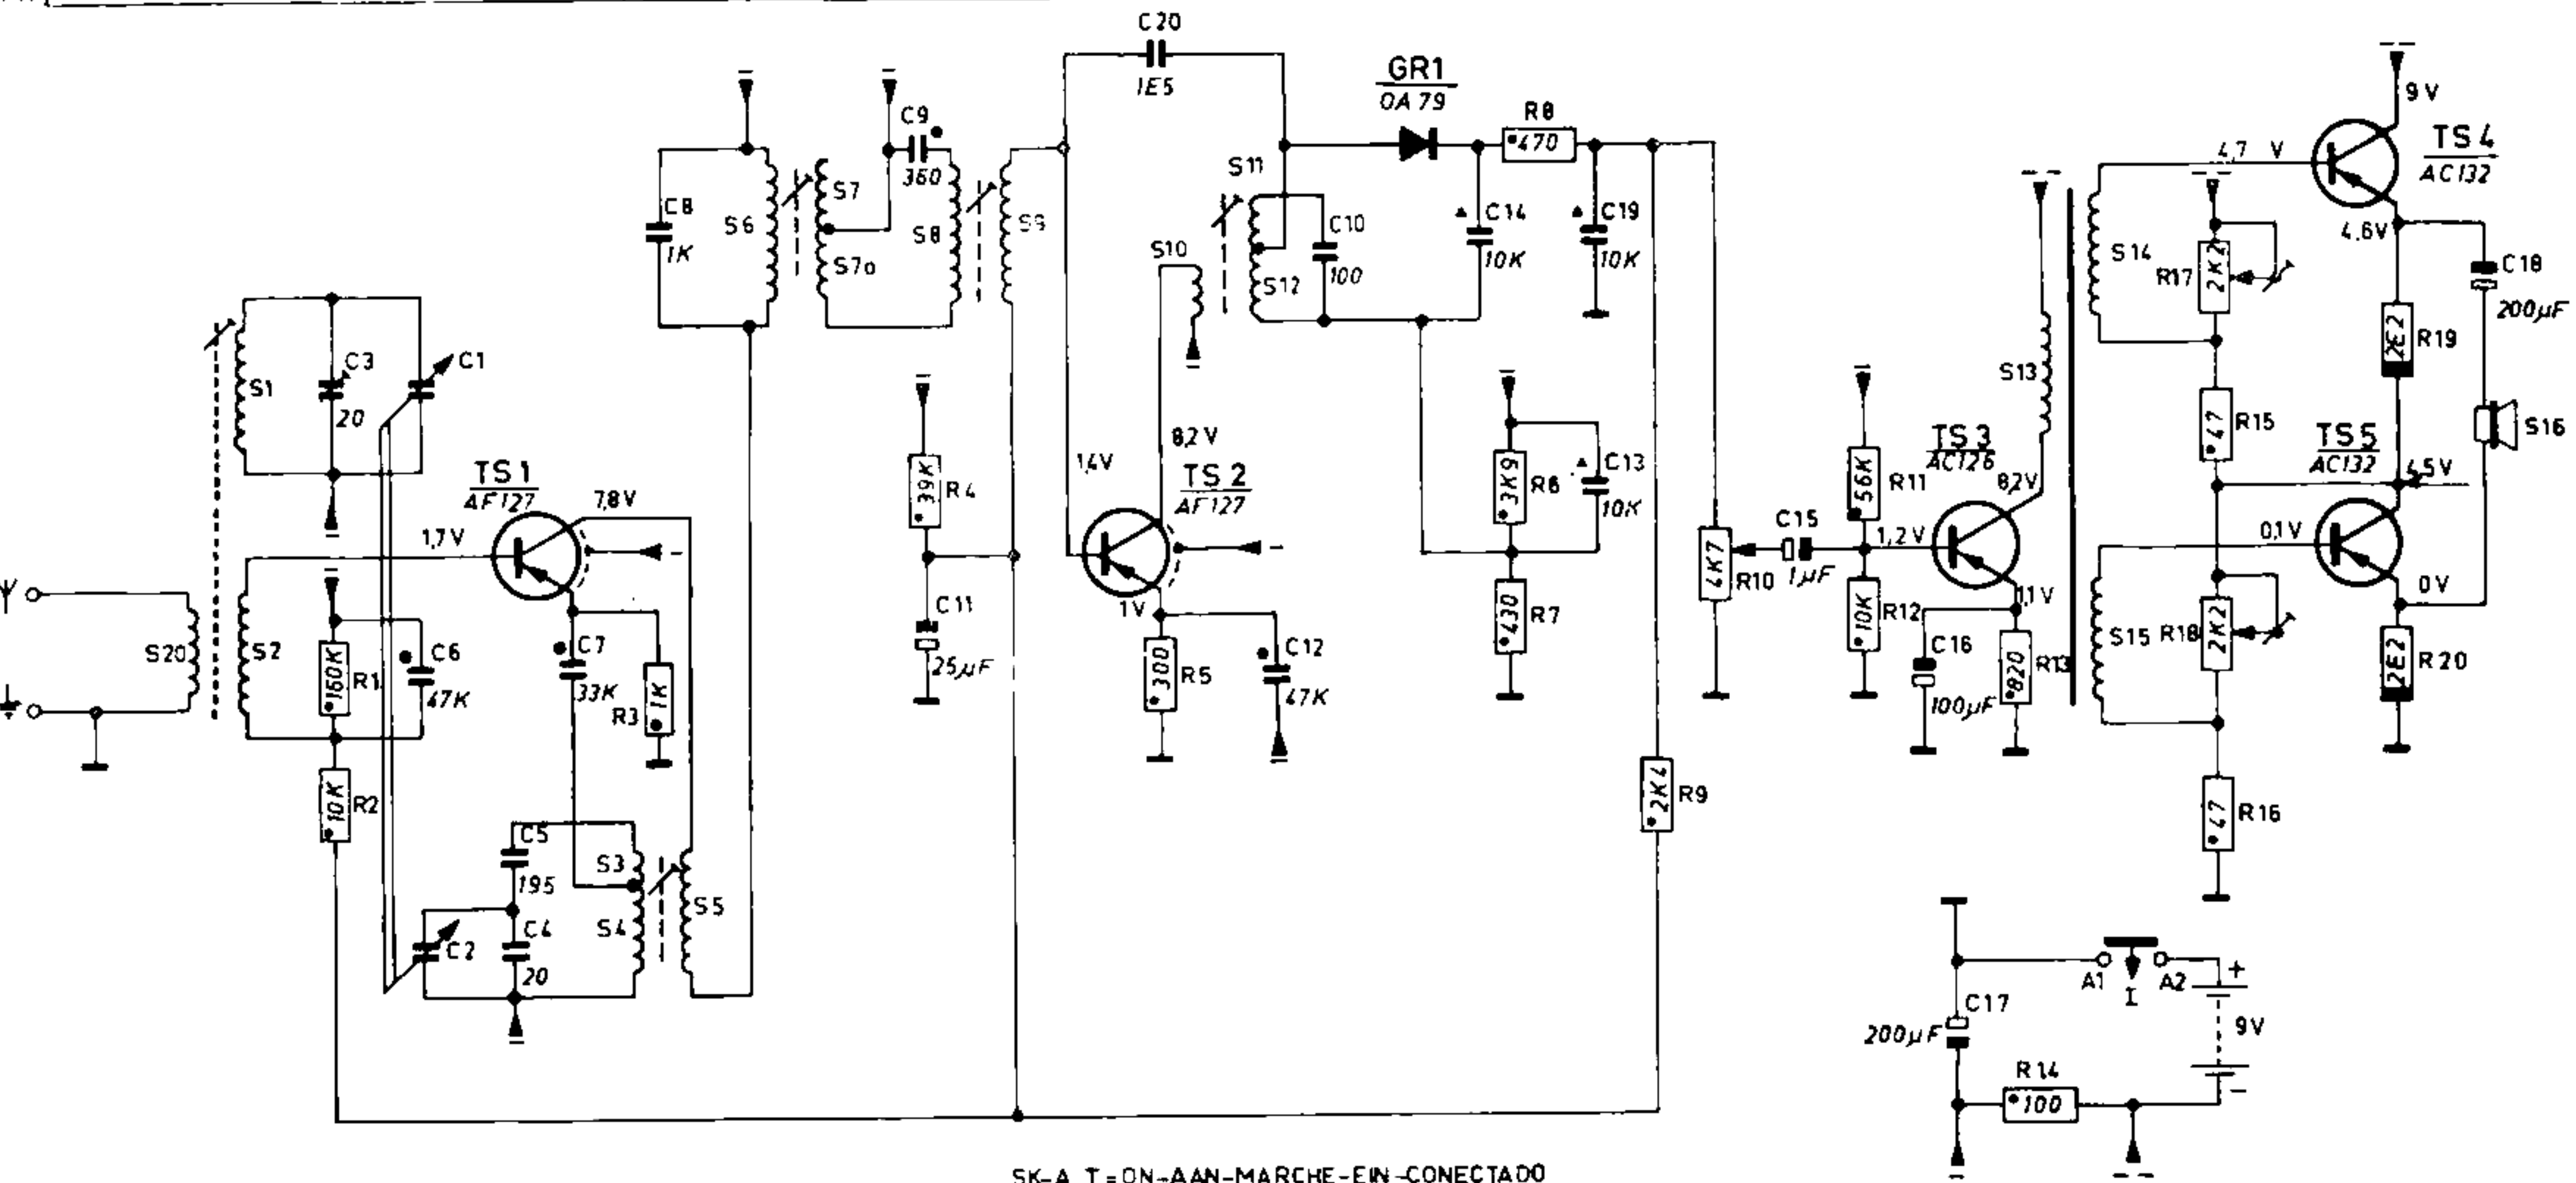 C20
1E5
GR1
OA79
R8
470
9V
TS4
AC132
4,7 V
C9
360
S11
S7
C8
1K
S6
S7a
S8
S9
C10
100
C14
10K
C19
10K
S10
S12
S14
R17
2K2
4,6V
C18
200µF
R19
2E2
S1
C3
20
C1
S13
R15
47
S16
TS1
AF127
7,8V
1,7V
39K
R4
1,4V
8,2V
TS2
AF127
3K9
R6
C13
10K
56K
R11
TS3
AC126
8,2V
TS5
AC132
4,5V
0,1V
4K7
R10
C15
1µF
1,2V
S20
S2
160K
R1
C6
47K
C7
33K
R3
1K
C11
25µF
1V
300
R5
C12
47K
430
R7
10K
R12
1,1V
C16
100µF
820
R13
S15
R18
2K2
0V
2E2
R20
10K
R2
C5
195
S3
S4
S5
C2
C4
20
2K4
R9
47
R16
A1
I
A2
+
C17
200µF
9V
-
R14
100
SK-A I=ON-AAN-MARCHE-EIN-CONECTADO